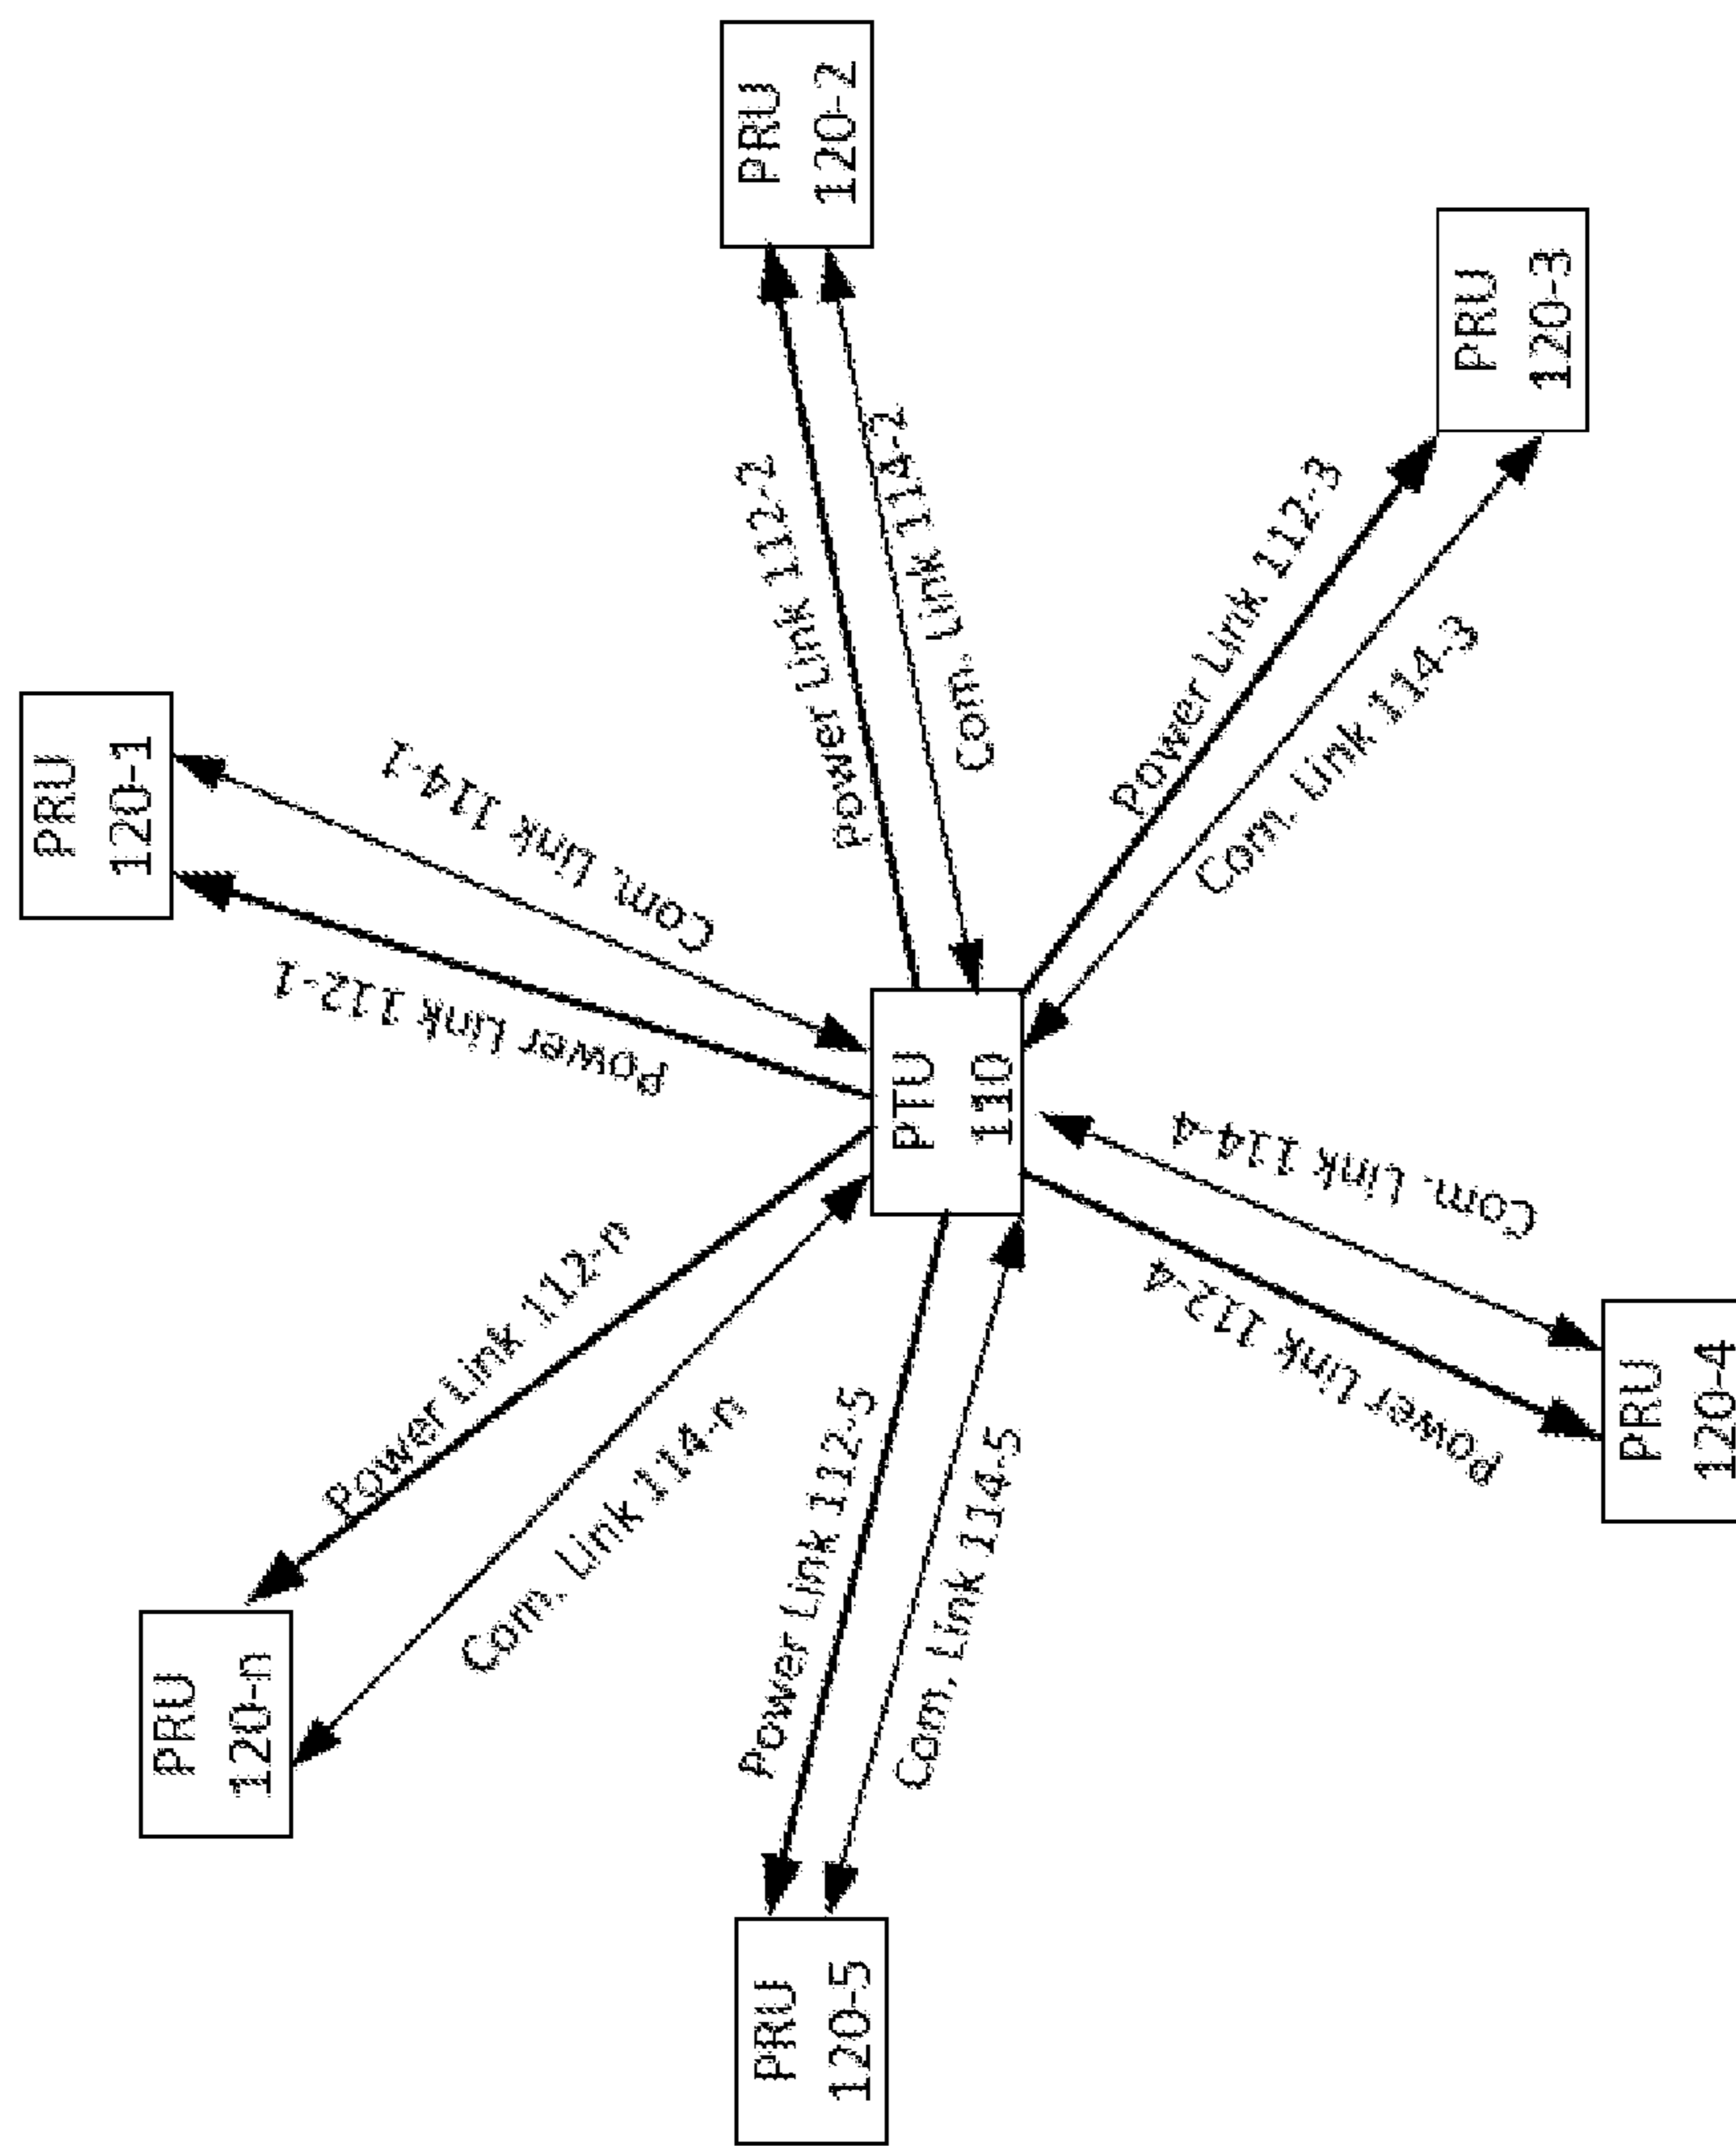 PRU
120-1
PRU
120-2
PRU
120-3
PRU
120-4
PRU
120-5
PRU
120-n
PTU
110
Power Link 112-1
Com. Link 114-1
Power Link 112-2
Com. Link 114-2
Power Link 112-3
Com. Link 114-3
Com. Link 114-4
Power Link 112-4
Power Link 112-5
Com. Link 114-5
Power Link 112-n
Com. Link 114-n